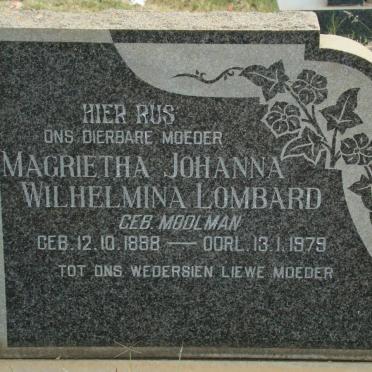 HIER RUS
ONS DIERBARE MOEDER
MAGRIETHA JOHANNA
WILHELMINA LOMBARD
GEB. MOOLMAN
GEB. 12.10.1888 — OORL. 13.1.1979
TOT ONS WEDERSIEN LIEWE MOEDER